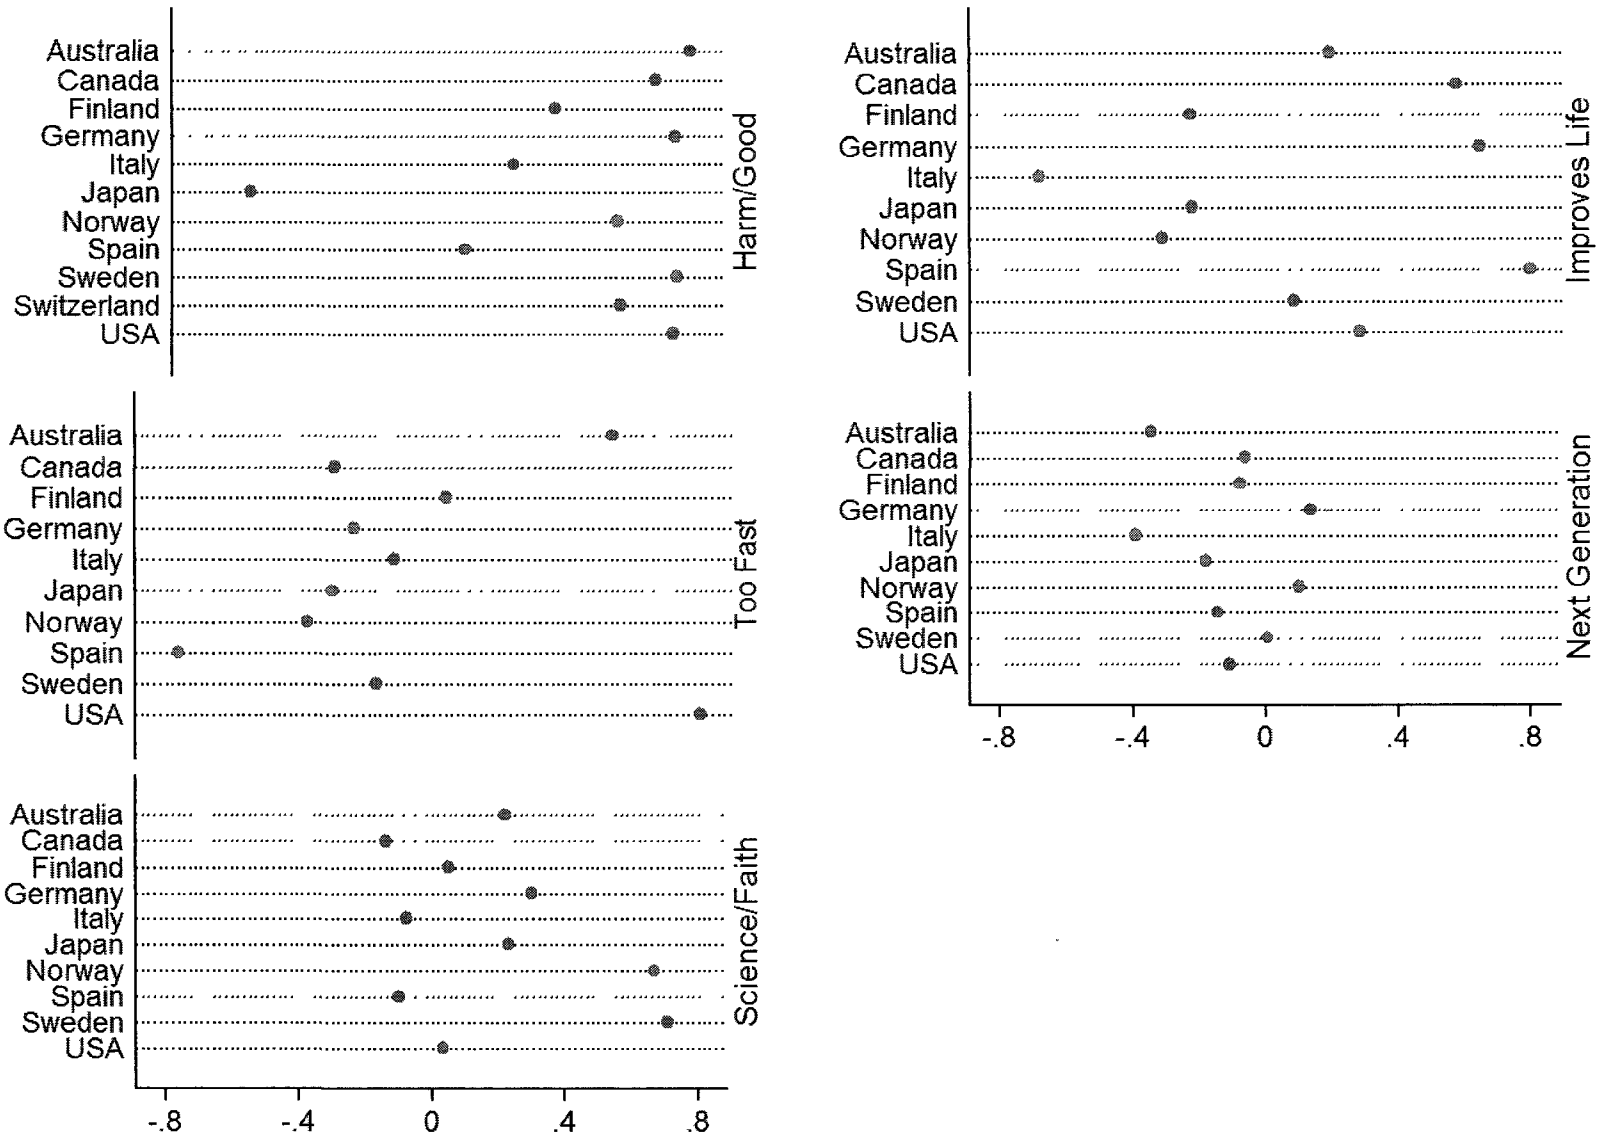 Australia
Canada
Finland
Germany
Italy
Japan
Norway
Spain
Sweden
Switzerland
USA
Harm/Good
Australia
Canada
Finland
Germany
Italy
Japan
Norway
Spain
Sweden
USA
Improves Life
Australia
Canada
Finland
Germany
Italy
Japan
Norway
Spain
Sweden
USA
Too Fast
Australia
Canada
Finland
Germany
Italy
Japan
Norway
Spain
Sweden
USA
Next Generation
-.8 -.4 0 .4 .8
Australia
Canada
Finland
Germany
Italy
Japan
Norway
Spain
Sweden
USA
Science/Faith
-.8 -.4 0 .4 .8